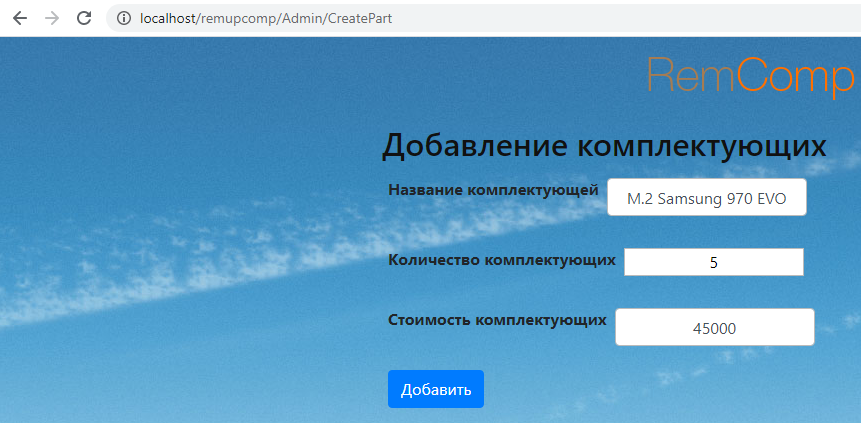 localhost/remupcomp/Admin/CreatePart
RemComp
Добавление комплектующих
Название комплектующей M.2 Samsung 970 EVO
Количество комплектующих 5
Стоимость комплектующих 45000
Добавить